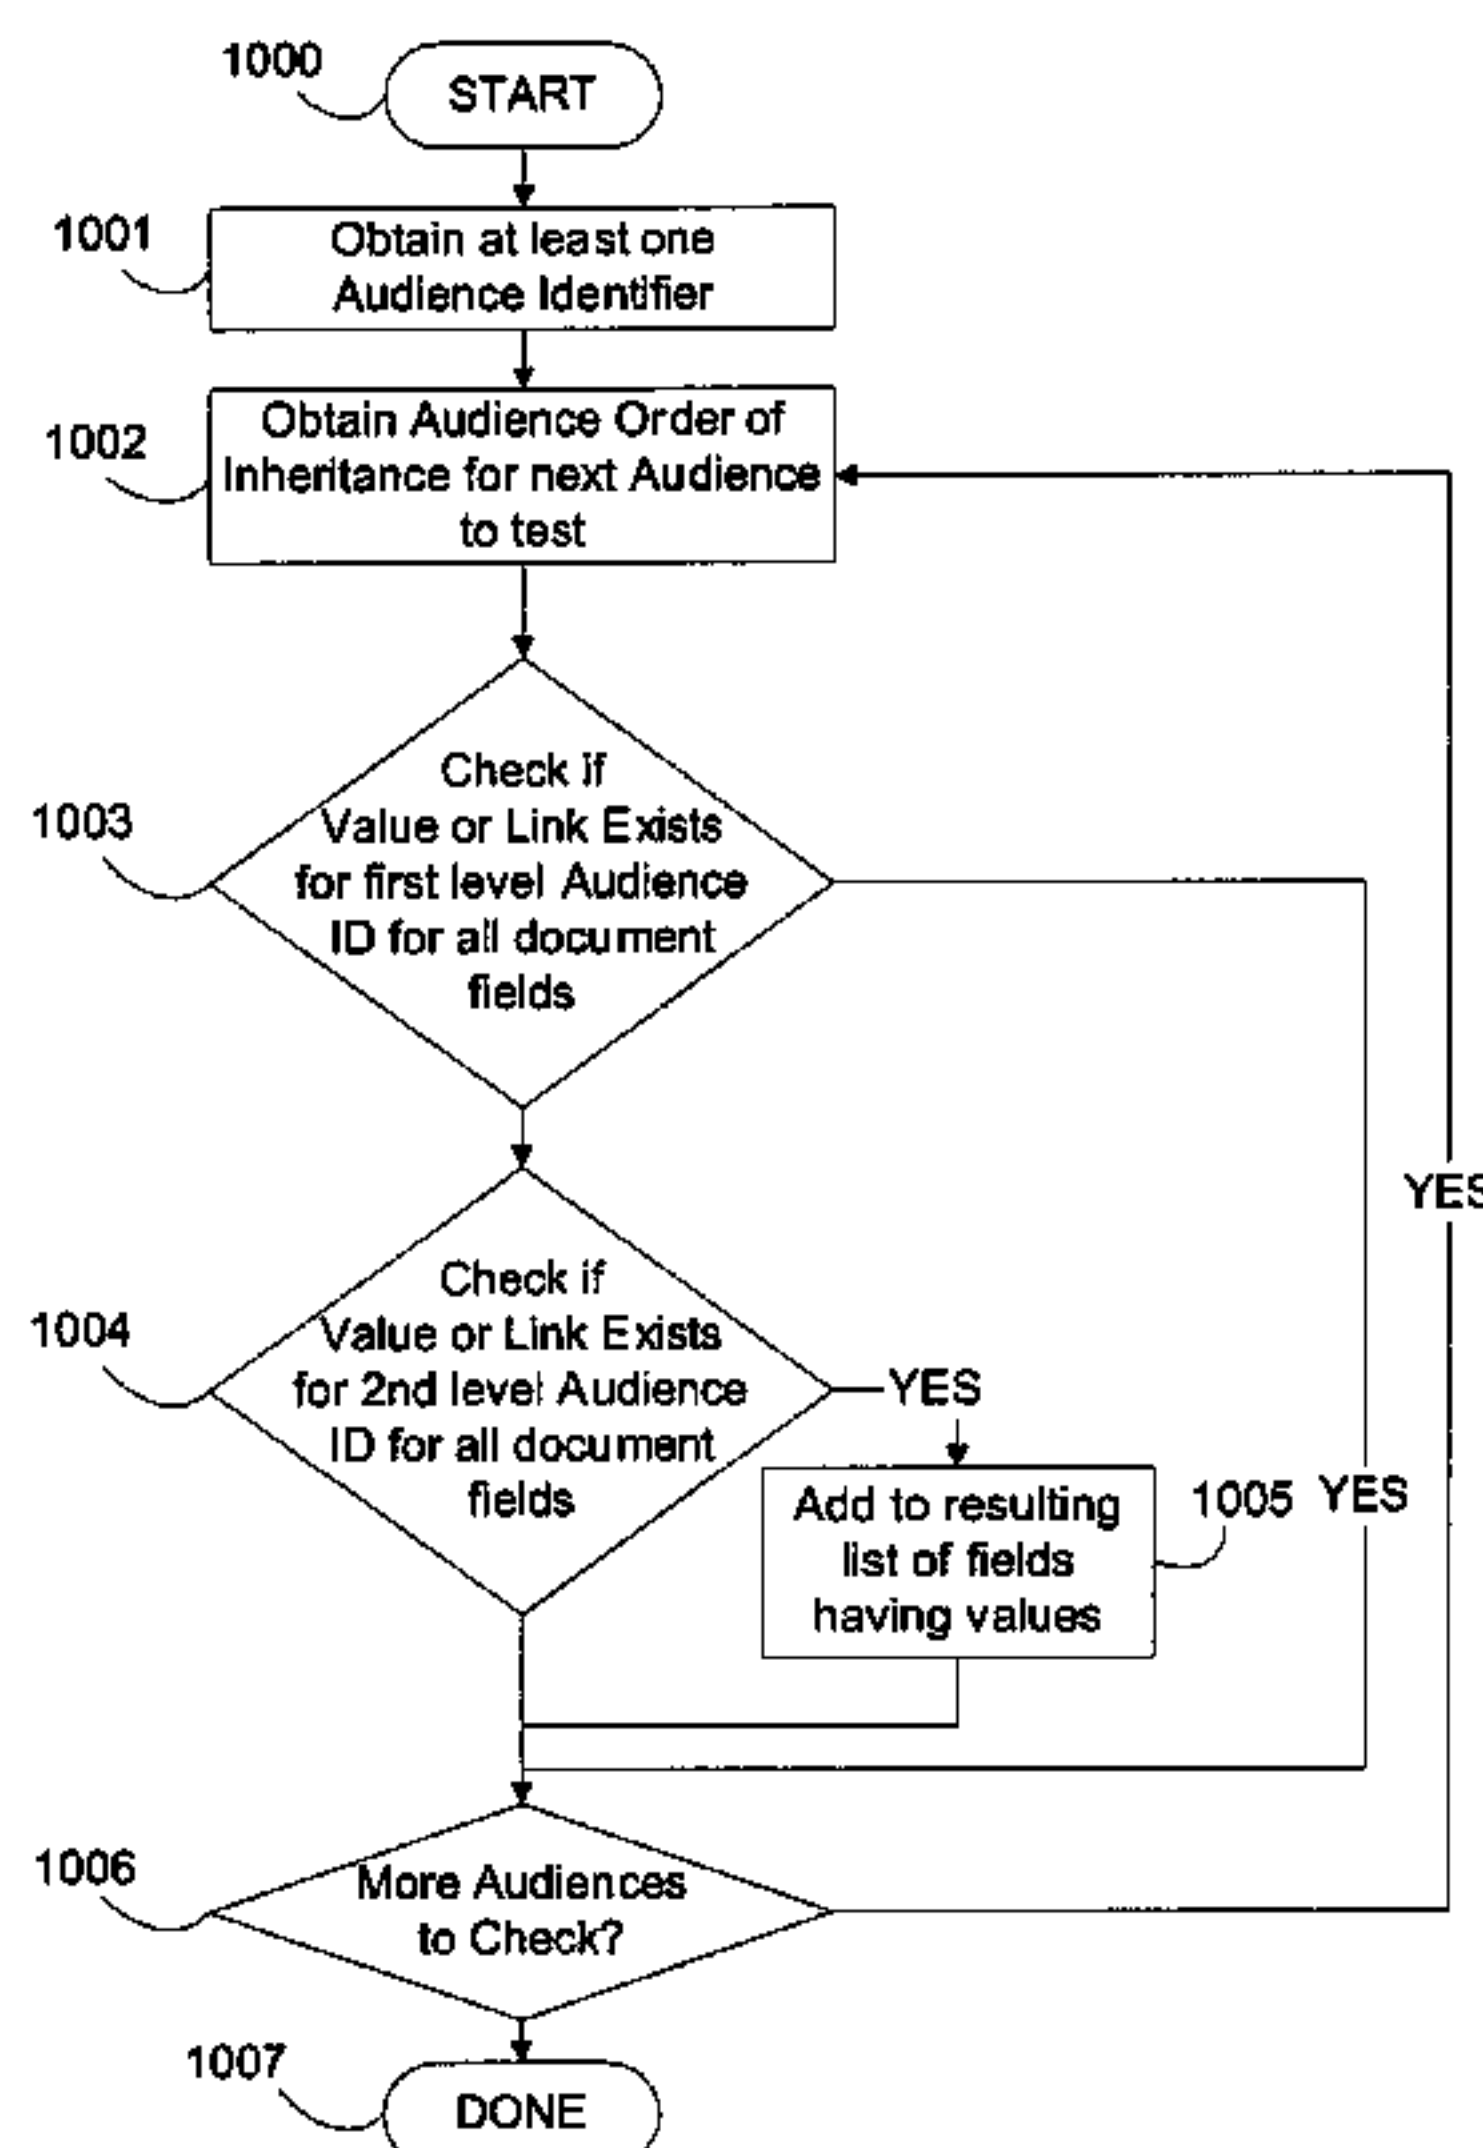 1000
START
1001
Obtain at least one
Audience Identifier
1002
Obtain Audience Order of
Inheritance for next Audience
to test
1003
Check if
Value or Link Exists
for first level Audience
ID for all document
fields
YES
1004
Check if
Value or Link Exists
for 2nd level Audience
ID for all document
fields
YES
Add to resulting
list of fields
having values
1005
YES
1006
More Audiences
to Check?
1007
DONE